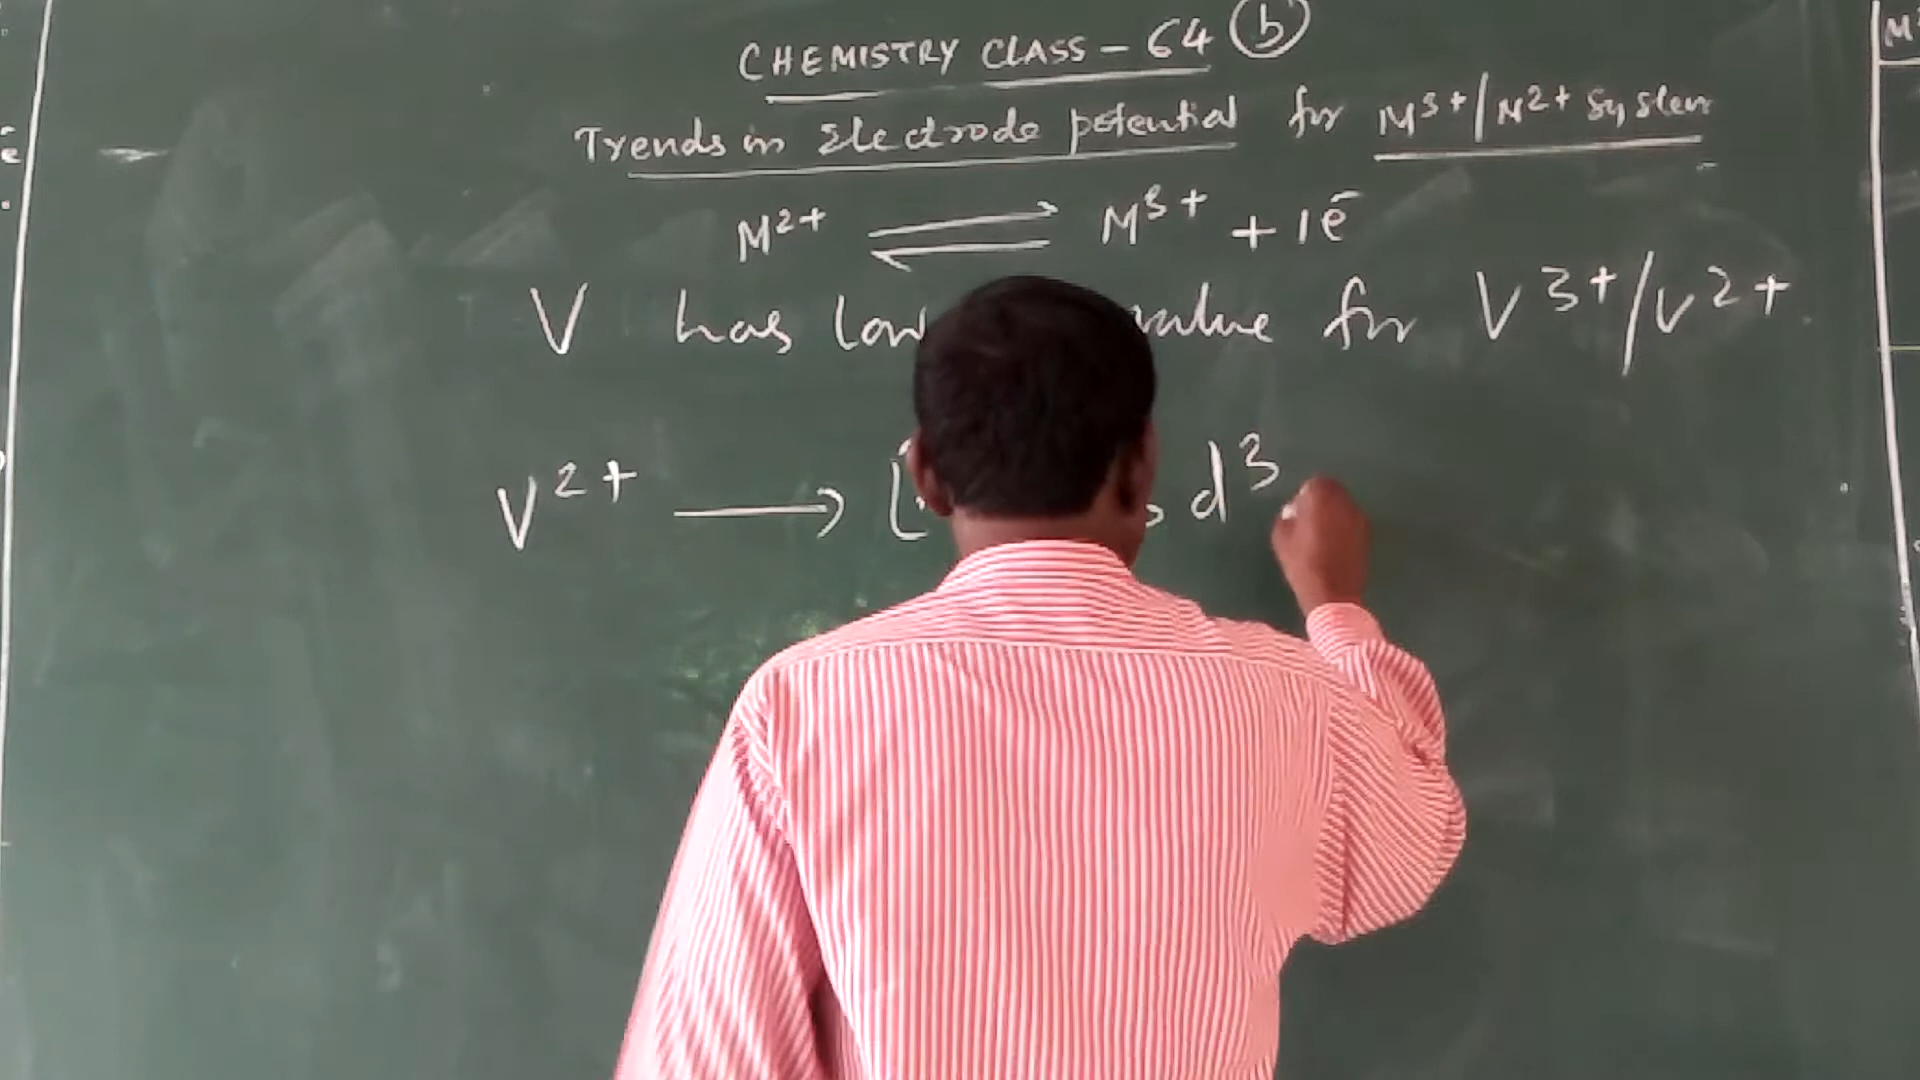 CHEMISTRY CLASS - 64 (b)
Trends in Electrode potential for M³⁺/M²⁺ System
M²⁺ ⇌ M³⁺ + 1e⁻
V has low value for V³⁺/V²⁺
V²⁺ → [ d³
M
e⁻